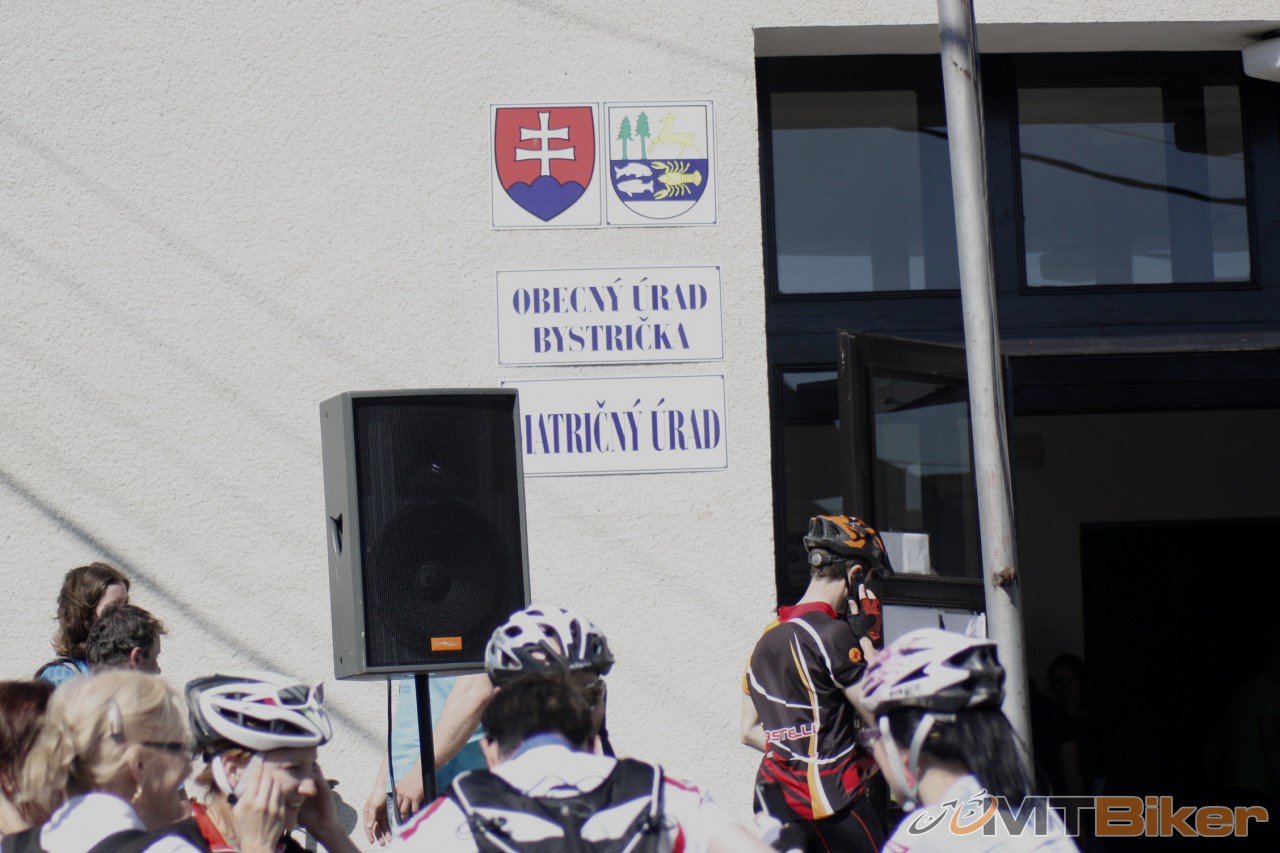 OBECNÝ ÚRAD
BYSTRIČKA
MATRIČNÝ ÚRAD
MTBiker